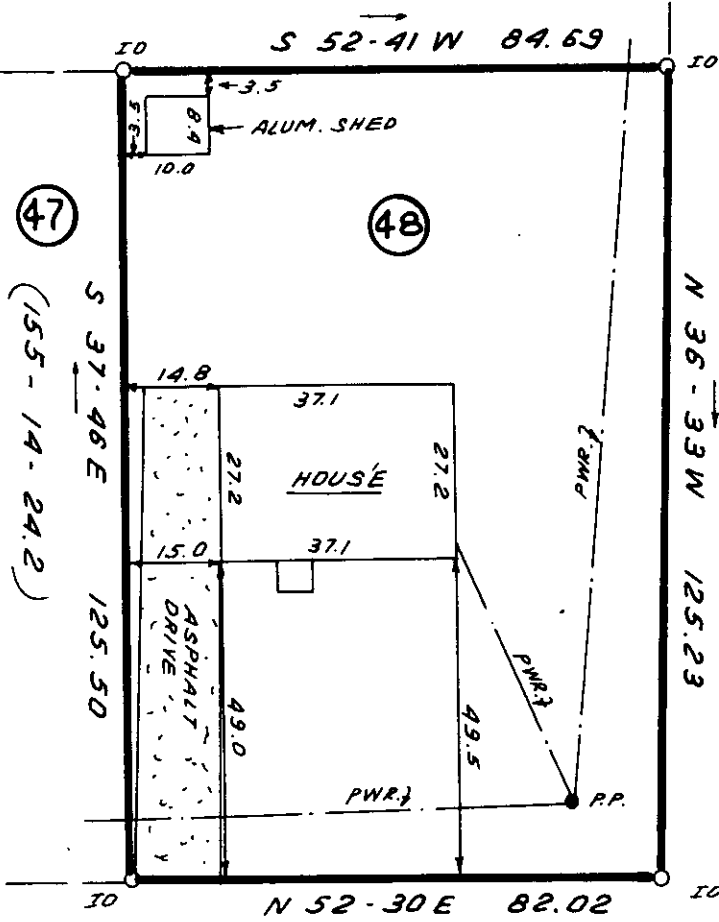 S 52-41 W 84.69
IO
IO
3.5
3.5
8.4
ALUM. SHED
10.0
47
48
(155-14-24.2)
S 37-46 E 125.50
N 36-33 W 125.23
14.8
37.1
27.2
HOUSE
27.2
PWR.
15.0
37.1
ASPHALT
DRIVE
49.0
49.5
PWR.
PWR.
P.P.
IO
IO
N 52-30 E 82.02